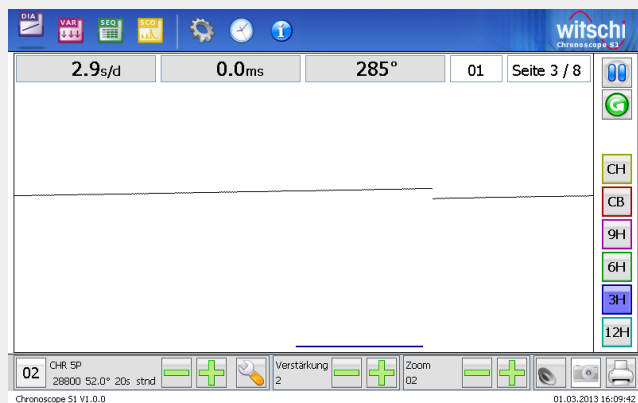 DIA VAR SEQ SCO witschi
Chronoscope S1
2.9s/d 0.0ms 285° 01 Seite 3 / 8
CH
CB
9H
6H
3H
12H
02 CHR 5P Verstärkung Zoom
28800 52.0° 20s stnd 2 02
Chronoscope S1 V1.0.0 01.03.2013 16:09:42